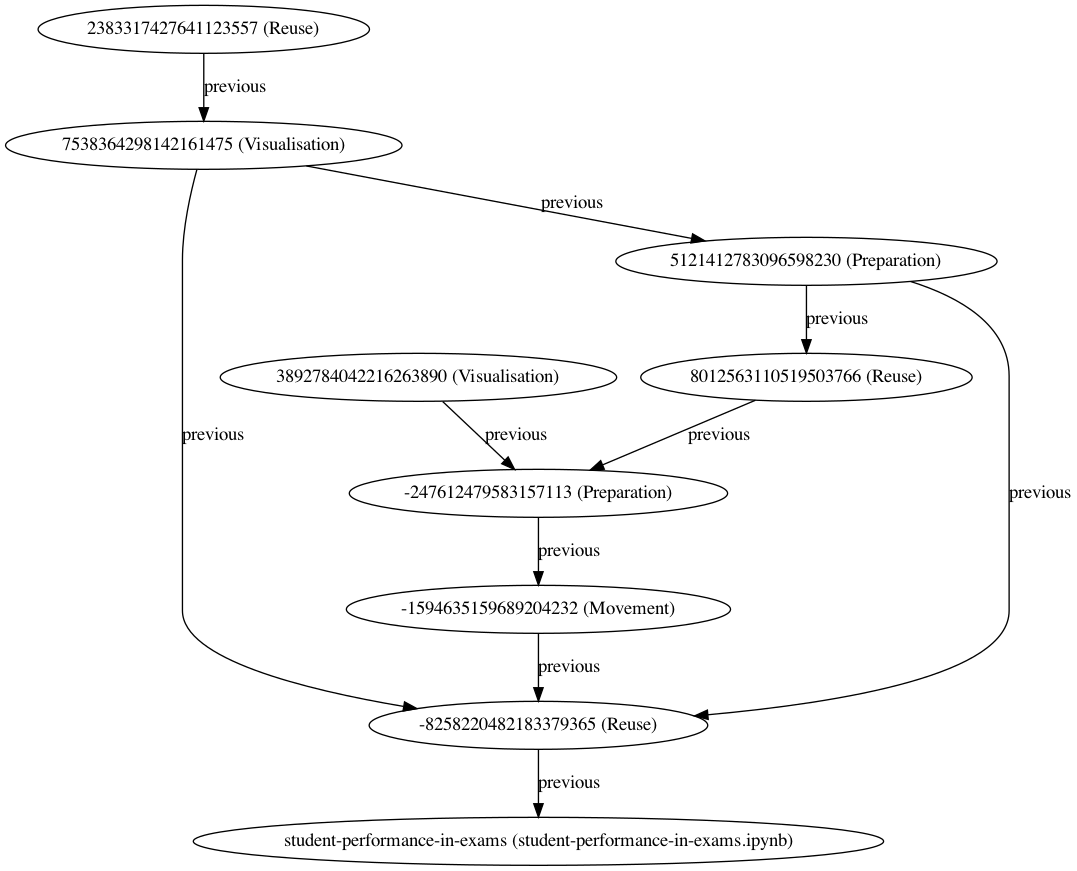 2383317427641123557 (Reuse)
previous
7538364298142161475 (Visualisation)
previous
5121412783096598230 (Preparation)
previous
3892784042216263890 (Visualisation)
8012563110519503766 (Reuse)
previous
previous
previous
-247612479583157113 (Preparation)
previous
previous
-1594635159689204232 (Movement)
previous
-8258220482183379365 (Reuse)
previous
student-performance-in-exams (student-performance-in-exams.ipynb)